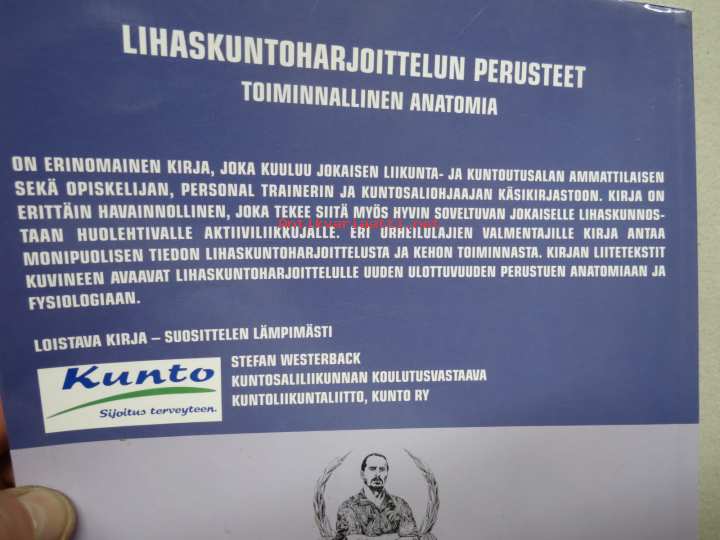 LIHASKUNTOHARJOITTELUN PERUSTEET
TOIMINNALLINEN ANATOMIA
ON ERINOMAINEN KIRJA, JOKA KUULUU JOKAISEN LIIKUNTA- JA KUNTOUTUSALAN AMMATTILAISEN
SEKÄ OPISKELIJAN, PERSONAL TRAINERIN JA KUNTOSALIOHJAAJAN KÄSIKIRJASTOON. KIRJA ON
ERITTÄIN HAVAINNOLLINEN, JOKA TEKEE SIITÄ MYÖS HYVIN SOVELTUVAN JOKAISELLE LIHASKUNNOS-
TAAN HUOLEHTIVALLE AKTIIVILIIKKUJALLE. ERI URHEILULAJIEN VALMENTAJILLE KIRJA ANTAA
MONIPUOLISEN TIEDON LIHASKUNTOHARJOITTELUSTA JA KEHON TOIMINNASTA. KIRJAN LIITETEKSTIT
KUVINEEN AVAAVAT LIHASKUNTOHARJOITTELULLE UUDEN ULOTTUVUUDEN PERUSTUEN ANATOMIAAN JA
FYSIOLOGIAAN.
LOISTAVA KIRJA – SUOSITTELEN LÄMPIMÄSTI
Kunto
Sijoitus terveyteen.
STEFAN WESTERBACK
KUNTOSALILIIKUNNAN KOULUTUSVASTAAVA
KUNTOLIIKUNTALIITTO, KUNTO RY